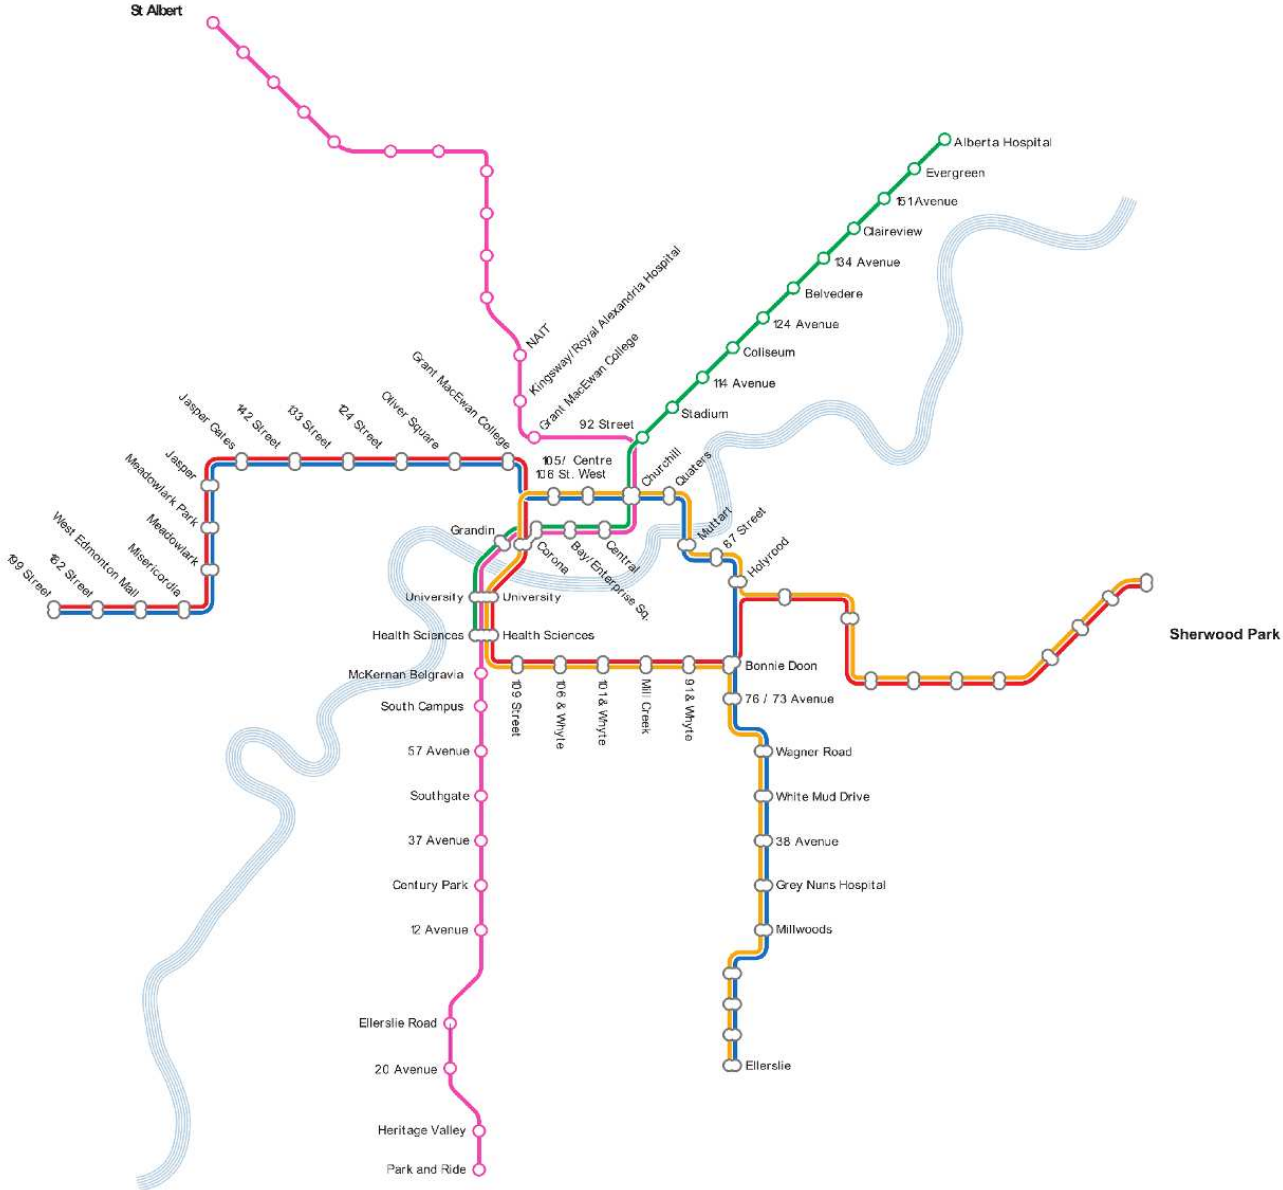 St Albert
Alberta Hospital
Evergreen
151 Avenue
Claireview
134 Avenue
Belvedere
124 Avenue
Coliseum
114 Avenue
Stadium
92 Street
NAIT
Kingsway/Royal Alexandria Hospital
Grant MacEwan College
Grant MacEwan College
Oliver Square
124 Street
133 Street
142 Street
Jasper Gates
Jasper
Meadowlark Park
Meadowlark
Misericordia
West Edmonton Mall
182 Street
199 Street
105/
106 St.
Centre
West
Churchill
Quaters
Muttart
87 Street
Holyrood
Grandin
Corona
Bay/Enterprise Sq.
Central
University
University
Health Sciences
Health Sciences
McKernan Belgravia
South Campus
57 Avenue
Southgate
37 Avenue
Century Park
12 Avenue
Ellerslie Road
20 Avenue
Heritage Valley
Park and Ride
109 Street
106 & Whyte
101 & Whyte
Mill Creek
91 & Whyte
Bonnie Doon
76 / 73 Avenue
Wagner Road
White Mud Drive
38 Avenue
Grey Nuns Hospital
Millwoods
Ellerslie
Sherwood Park